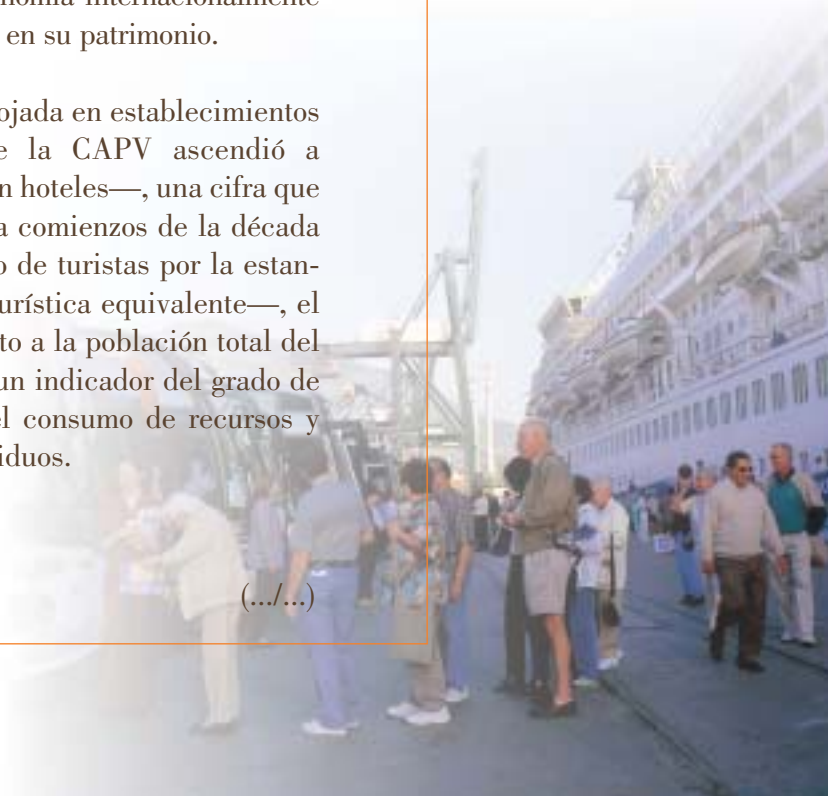 en su patrimonio.
ojada en establecimientos
la CAPV ascendió a
n hoteles—, una cifra que
a comienzos de la década
o de turistas por la estan-
urística equivalente—, el
to a la población total del
un indicador del grado de
el consumo de recursos y
iduos.
(.../...)